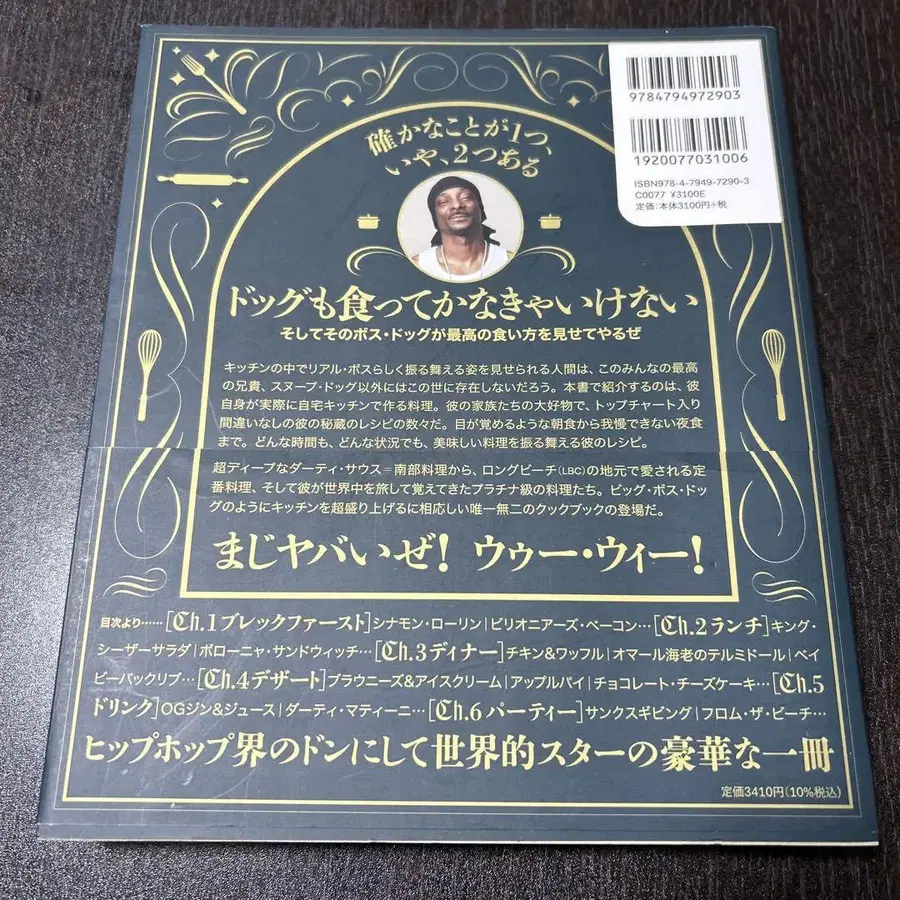 9784794972903
1920077031006
ISBN978-4-7949-7290-3
C0077 ¥3100E
定価:本体3100円+税
確かなことが1つ、
いや、2つある
ドッグも食ってかなきゃいけない
そしてそのボス・ドッグが最高の食い方を見せてやるぜ
キッチンの中でリアル・ボスらしく振る舞える姿を見せられる人間は、このみんなの最高
の兄貴、スヌープ・ドッグ以外にはこの世に存在しないだろう。本書で紹介するのは、彼
自身が実際に自宅キッチンで作る料理。彼の家族たちの大好物で、トップチャート入り
間違いなしの彼の秘蔵のレシピの数々だ。目が覚めるような朝食から我慢できない夜食
まで。どんな時間も、どんな状況でも、美味しい料理を振る舞える彼のレシピ。
超ディープなダーティ・サウス=南部料理から、ロングビーチ(LBC)の地元で愛される定
番料理、そして彼が世界中を旅して覚えてきたプラチナ級の料理たち。ビッグ・ボス・ドッ
グのようにキッチンを超盛り上げるに相応しい唯一無二のクックブックの登場だ。
まじヤバいぜ! ウゥー・ウィー!
目次より……[Ch.1 ブレックファースト]シナモン・ローリン|ビリオニアーズ・ベーコン…[Ch.2 ランチ]キング・
シーザーサラダ|ボローニャ・サンドウィッチ…[Ch.3 ディナー]チキン&ワッフル|オマール海老のテルミドール|ベイ
ビーバックリブ…[Ch.4 デザート]ブラウニーズ&アイスクリーム|アップルパイ|チョコレート・チーズケーキ…[Ch.5
ドリンク]OGジン&ジュース|ダーティ・マティーニ…[Ch.6 パーティー]サンクスギビング|フロム・ザ・ビーチ…
ヒップホップ界のドンにして世界的スターの豪華な一冊
定価3410円(10%税込)